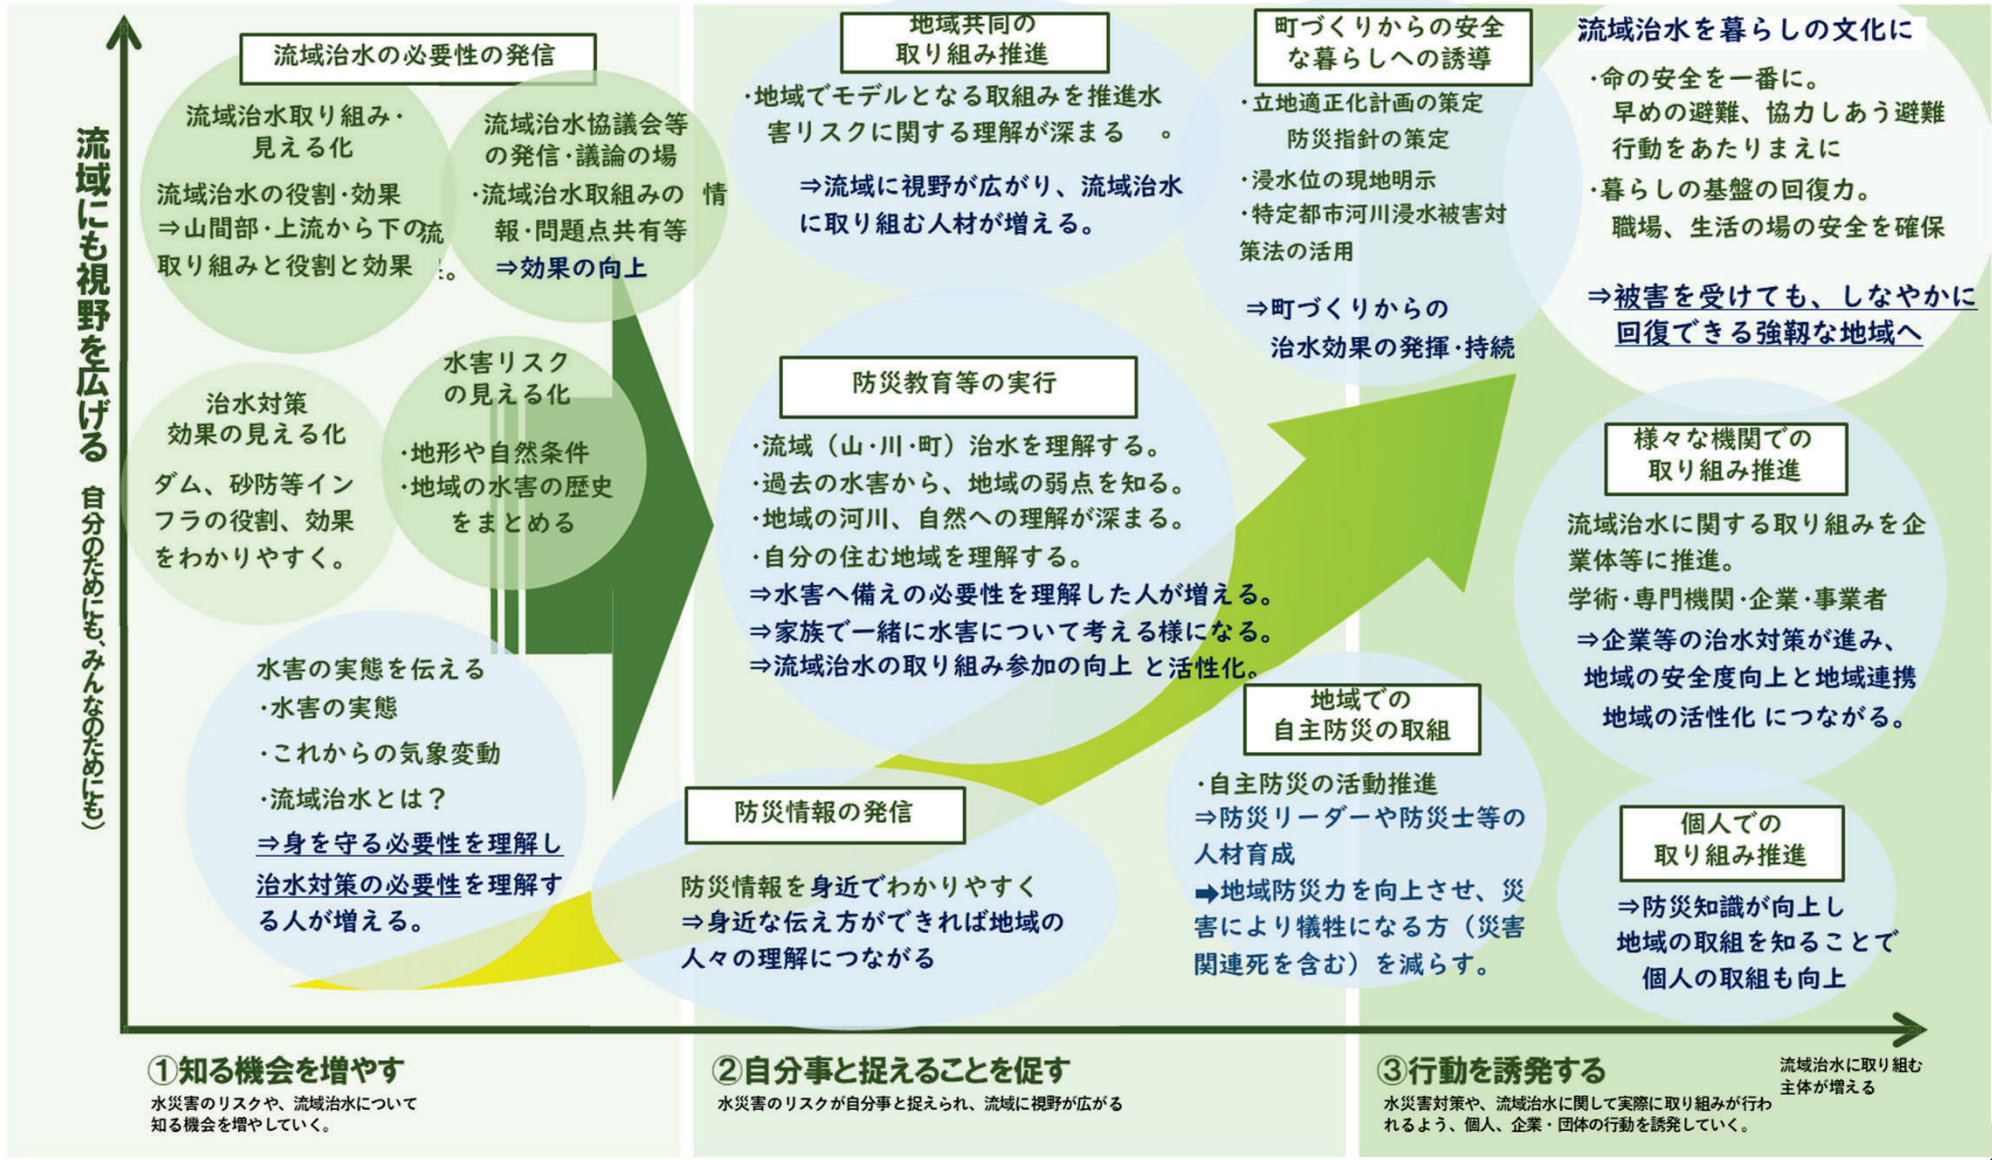 流域にも視野を広げる（自分のためにも、みんなのためにも）
流域治水の必要性の発信
流域治水取り組み・
見える化
流域治水の役割・効果
⇒山間部・上流から下の流
取り組みと役割と効果 。
流域治水協議会等
の発信・議論の場
・流域治水取組みの 情
報・問題点共有等
⇒効果の向上
治水対策
効果の見える化
ダム、砂防等イン
フラの役割、効果
をわかりやすく。
水害リスク
の見える化
・地形や自然条件
・地域の水害の歴史
をまとめる
水害の実態を伝える
・水害の実態
・これからの気象変動
・流域治水とは？
⇒身を守る必要性を理解し
治水対策の必要性を理解す
る人が増える。
地域共同の
取り組み推進
・地域でモデルとなる取組みを推進水
害リスクに関する理解が深まる 。
⇒流域に視野が広がり、流域治水
に取り組む人材が増える。
防災教育等の実行
・流域（山・川・町）治水を理解する。
・過去の水害から、地域の弱点を知る。
・地域の河川、自然への理解が深まる。
・自分の住む地域を理解する。
⇒水害へ備えの必要性を理解した人が増える。
⇒家族で一緒に水害について考える様になる。
⇒流域治水の取り組み参加の向上 と活性化。
防災情報の発信
防災情報を身近でわかりやすく
⇒身近な伝え方ができれば地域の
人々の理解につながる
町づくりからの安全
な暮らしへの誘導
・立地適正化計画の策定
防災指針の策定
・浸水位の現地明示
・特定都市河川浸水被害対
策法の活用
⇒町づくりからの
治水効果の発揮・持続
地域での
自主防災の取組
・自主防災の活動推進
⇒防災リーダーや防災士等の
人材育成
➡地域防災力を向上させ、災
害により犠牲になる方（災害
関連死を含む）を減らす。
流域治水を暮らしの文化に
・命の安全を一番に。
早めの避難、協力しあう避難
行動をあたりまえに
・暮らしの基盤の回復力。
職場、生活の場の安全を確保
⇒被害を受けても、しなやかに
回復できる強靱な地域へ
様々な機関での
取り組み推進
流域治水に関する取り組みを企
業体等に推進。
学術・専門機関・企業・事業者
⇒企業等の治水対策が進み、
地域の安全度向上と地域連携
地域の活性化 につながる。
個人での
取り組み推進
⇒防災知識が向上し
地域の取組を知ることで
個人の取組も向上
①知る機会を増やす
水災害のリスクや、流域治水について
知る機会を増やしていく。
②自分事と捉えることを促す
水災害のリスクが自分事と捉えられ、流域に視野が広がる
③行動を誘発する
水災害対策や、流域治水に関して実際に取り組みが行わ
れるよう、個人、企業・団体の行動を誘発していく。
流域治水に取り組む
主体が増える